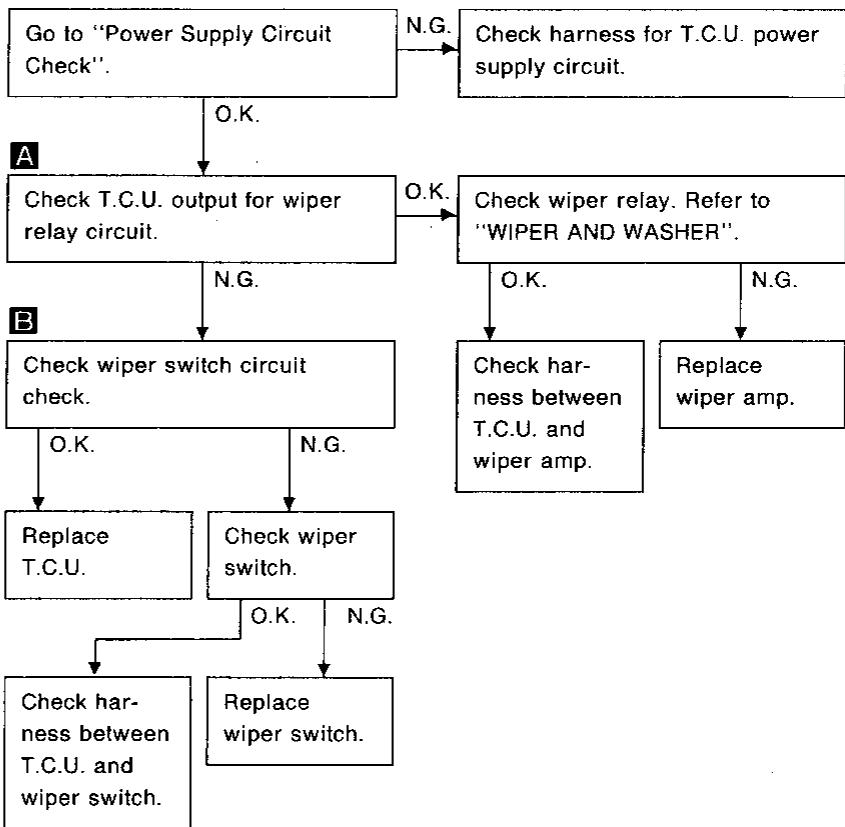 Go to "Power Supply Circuit
Check".
N.G.
Check harness for T.C.U. power
supply circuit.
O.K.
A
Check T.C.U. output for wiper
relay circuit.
O.K.
Check wiper relay. Refer to
"WIPER AND WASHER".
N.G.
O.K.
N.G.
B
Check wiper switch circuit
check.
Check har-
ness between
T.C.U. and
wiper amp.
Replace
wiper amp.
O.K.
N.G.
Replace
T.C.U.
Check wiper
switch.
O.K.
N.G.
Check har-
ness between
T.C.U. and
wiper switch.
Replace
wiper switch.